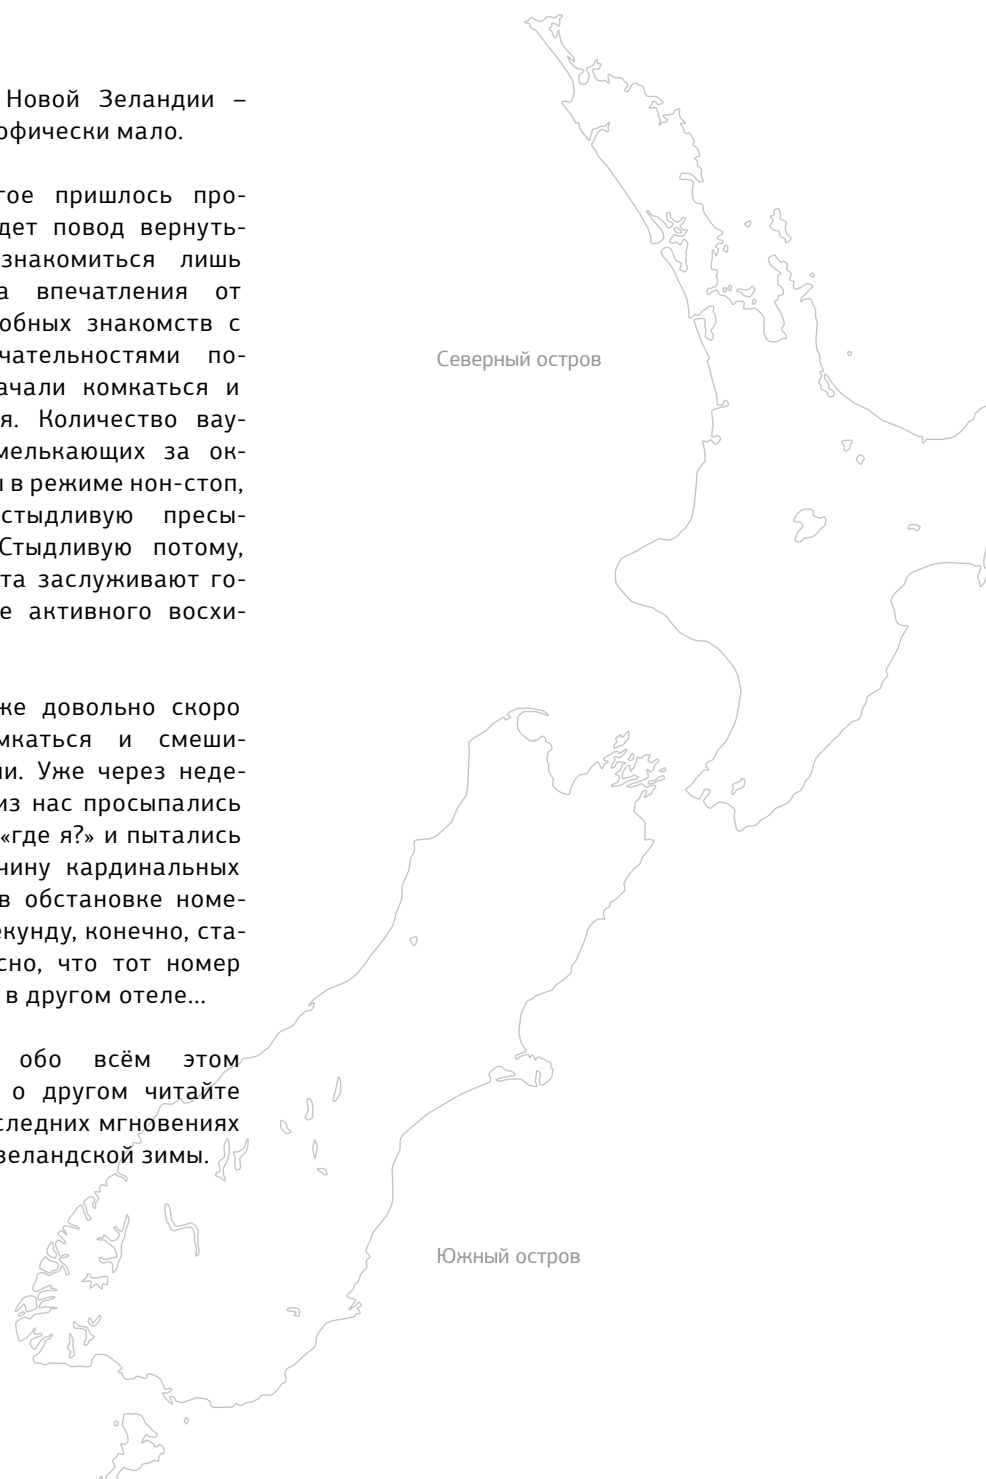 Новой Зеландии –
офически мало.
гое пришлось про-
дет повод вернуть-
знакомиться лишь
а впечатления от
обных знакомств с
чательностями по-
ачали комкаться и
я. Количество вау-
мелькающих за ок-
ы в режиме нон-стоп,
стыдливую пресы-
Стыдливую потому,
та заслуживают го-
е активного восхи-
же довольно скоро
мкаться и смеши-
ии. Уже через неде-
из нас просыпались
«где я?» и пытались
чину кардинальных
в обстановке номе-
екунду, конечно, ста-
сно, что тот номер
в другом отеле...
обо всём этом
о другом читайте
следних мгновениях
зеландской зимы.
Северный остров
Южный остров